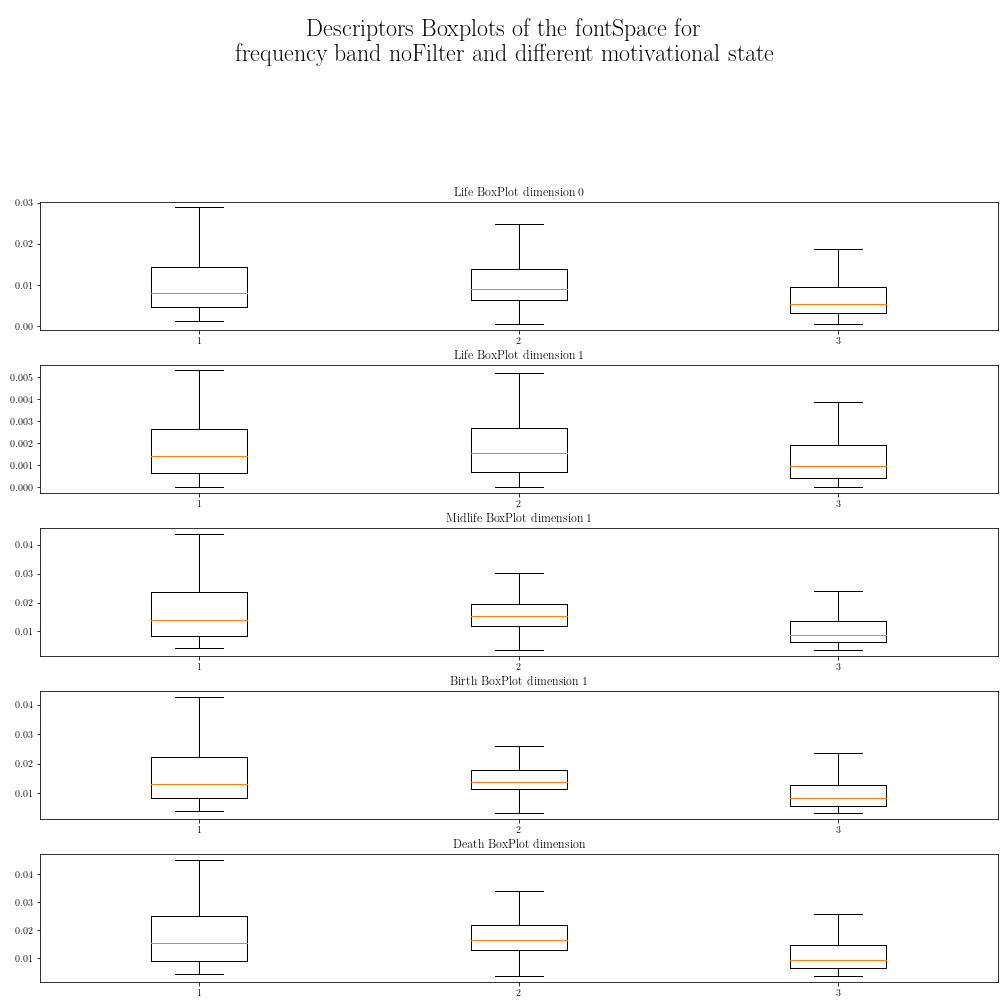 Descriptors Boxplots of the fontSpace for
frequency band noFilter and different motivational state
Life BoxPlot dimension 0
0.03
0.02
0.01
0.00
1 2 3
Life BoxPlot dimension 1
0.005
0.004
0.003
0.002
0.001
0.000
1 2 3
Midlife BoxPlot dimension 1
0.04
0.03
0.02
0.01
1 2 3
Birth BoxPlot dimension 1
0.04
0.03
0.02
0.01
1 2 3
Death BoxPlot dimension
0.04
0.03
0.02
0.01
1 2 3